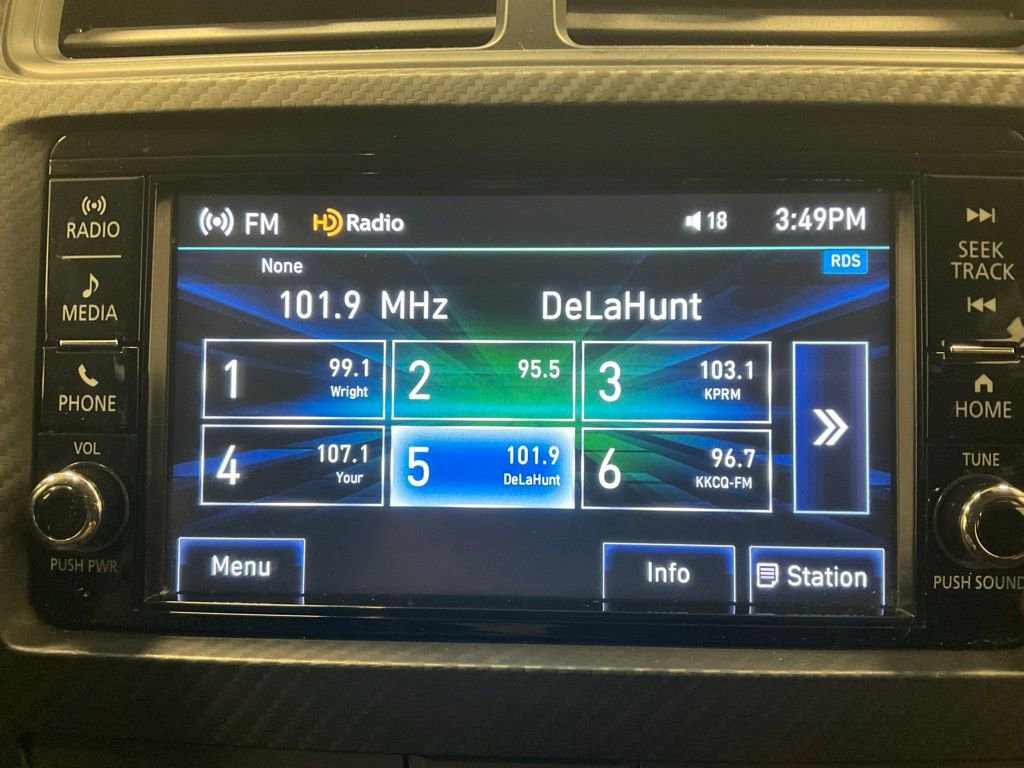 RADIO
MEDIA
PHONE
VOL
PUSH PWR
FM HD Radio 18 3:49PM
None RDS
101.9 MHz DeLaHunt
1 99.1 Wright
2 95.5
3 103.1 KPRM
4 107.1 Your
5 101.9 DeLaHunt
6 96.7 KKCQ-FM
Menu Info Station
SEEK
TRACK
HOME
TUNE
PUSH SOUND